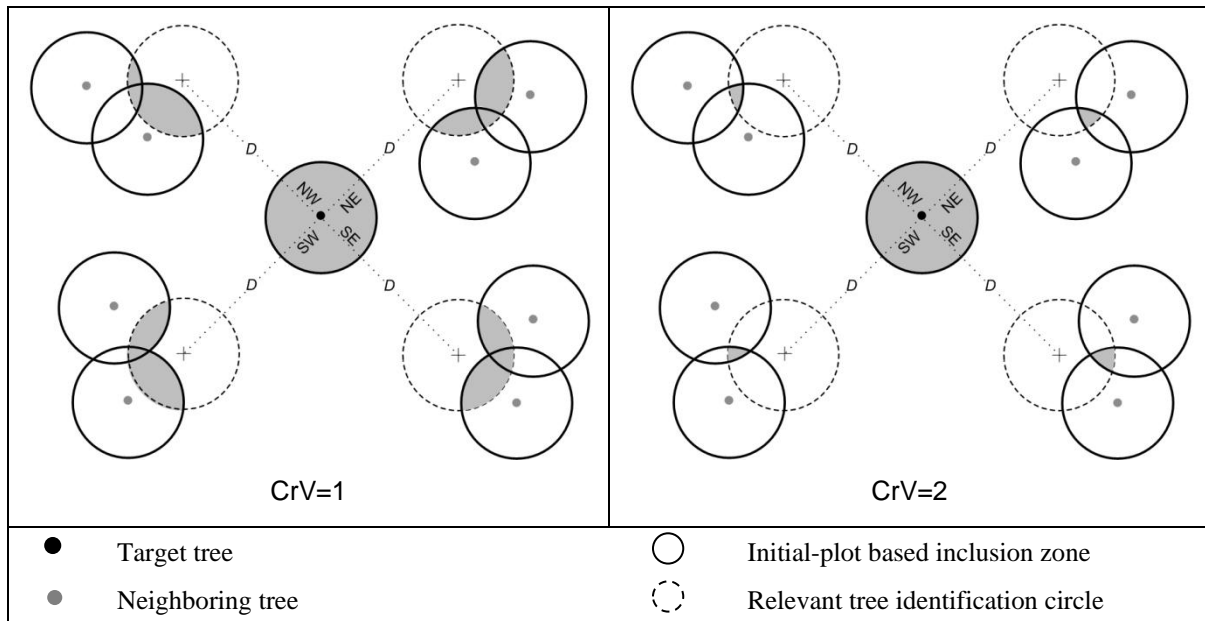 D
D
NW
NE
SW
SE
D
D
CrV=1
D
D
NW
NE
SW
SE
D
D
CrV=2
Target tree
Initial-plot based inclusion zone
Neighboring tree
Relevant tree identification circle